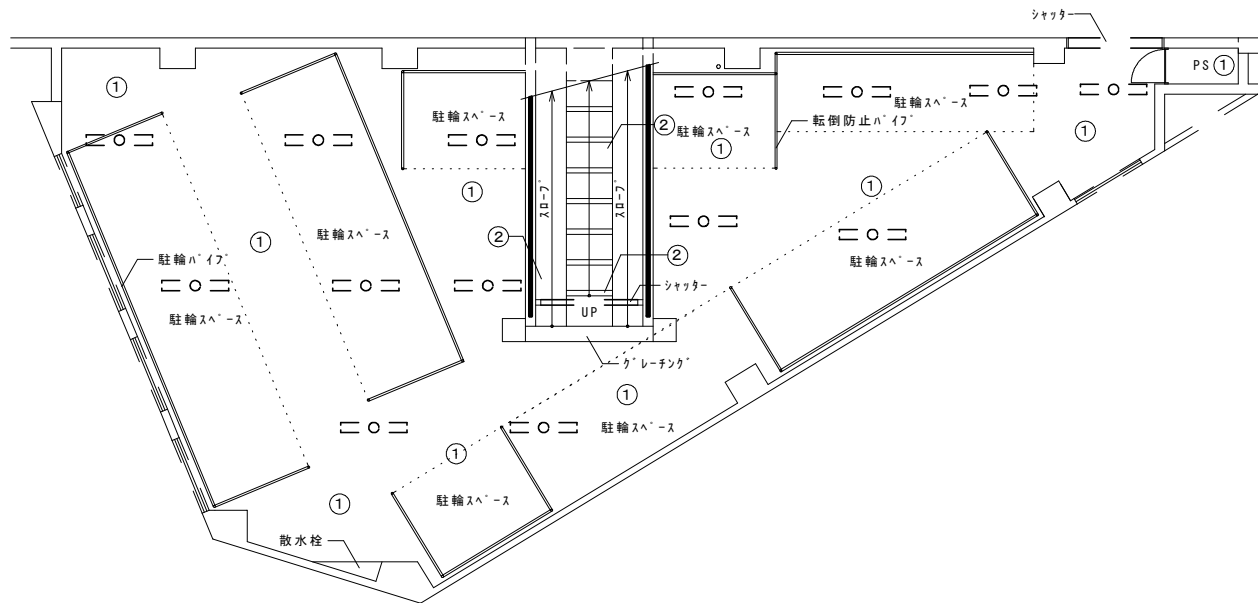 シャッター
PS ①
①
駐輪スペース
駐輪スペース
②
駐輪スペース
転倒防止パイプ
①
①
①
スロープ
スロープ
①
①
駐輪スペース
②
②
駐輪パイプ
駐輪スペース
シャッター
駐輪スペース
UP
グレーチング
①
駐輪スペース
①
駐輪スペース
①
散水栓